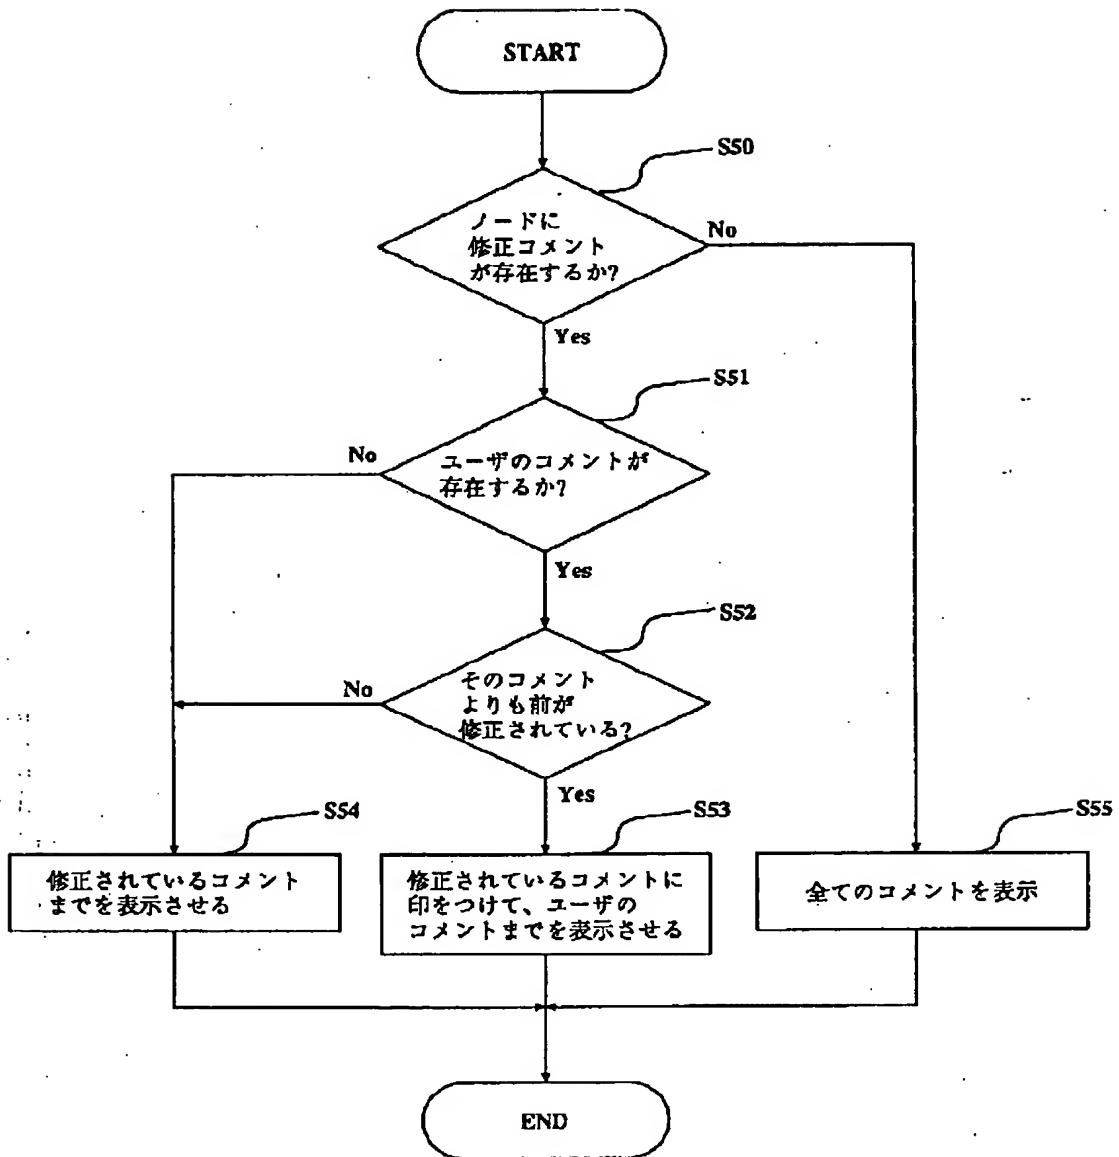 START
S50
ノードに
修正コメント
が存在するか?
No
Yes
S51
No
ユーザのコメントが
存在するか?
Yes
S52
No
そのコメント
よりも前が
修正されている?
Yes
S54
S53
S55
修正されているコメント
までを表示させる
修正されているコメントに
印をつけて、ユーザの
コメントまでを表示させる
全てのコメントを表示
END